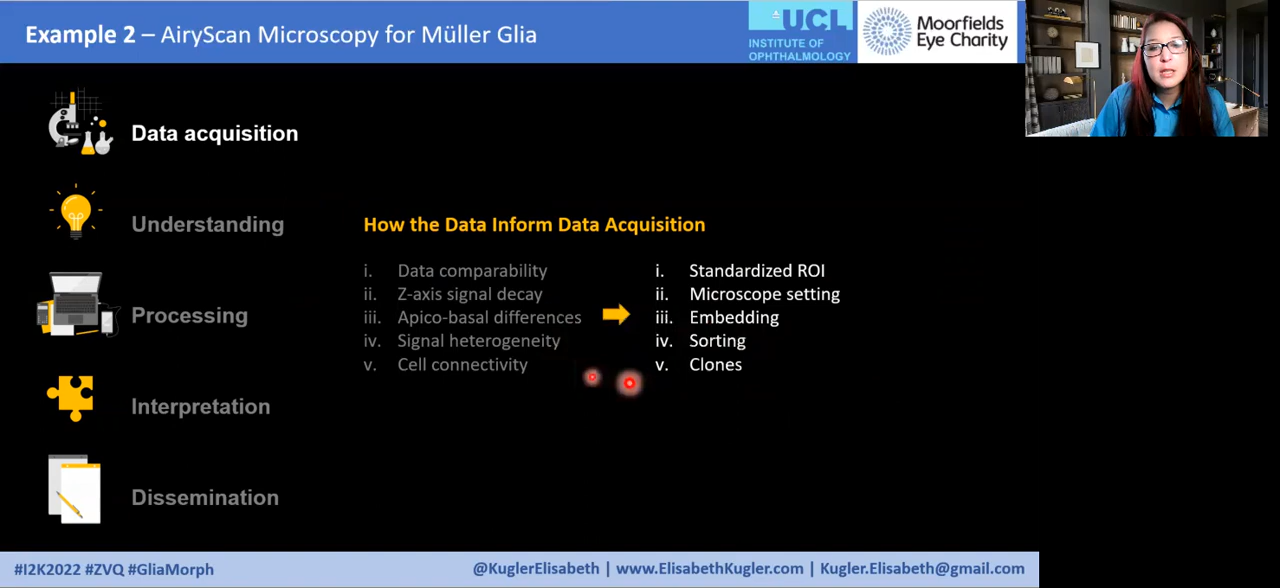 Example 2 – AiryScan Microscopy for Müller Glia
UCL
INSTITUTE OF
OPHTHALMOLOGY
Moorfields
Eye Charity
Data acquisition
Understanding
Processing
Interpretation
Dissemination
How the Data Inform Data Acquisition
i. Data comparability
ii. Z-axis signal decay
iii. Apico-basal differences
iv. Signal heterogeneity
v. Cell connectivity
i. Standardized ROI
ii. Microscope setting
iii. Embedding
iv. Sorting
v. Clones
#I2K2022 #ZVQ #GliaMorph
@KuglerElisabeth | www.ElisabethKugler.com | Kugler.Elisabeth@gmail.com